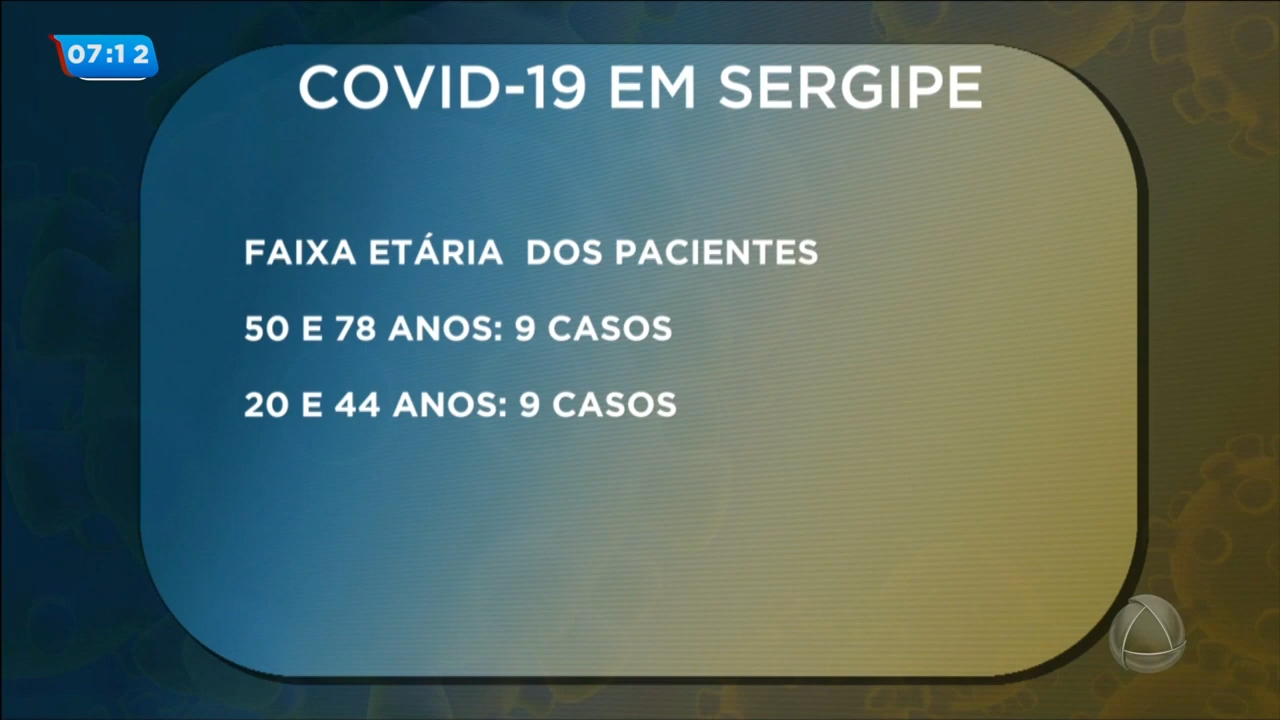 07:12
COVID-19 EM SERGIPE
FAIXA ETÁRIA DOS PACIENTES
50 E 78 ANOS: 9 CASOS
20 E 44 ANOS: 9 CASOS